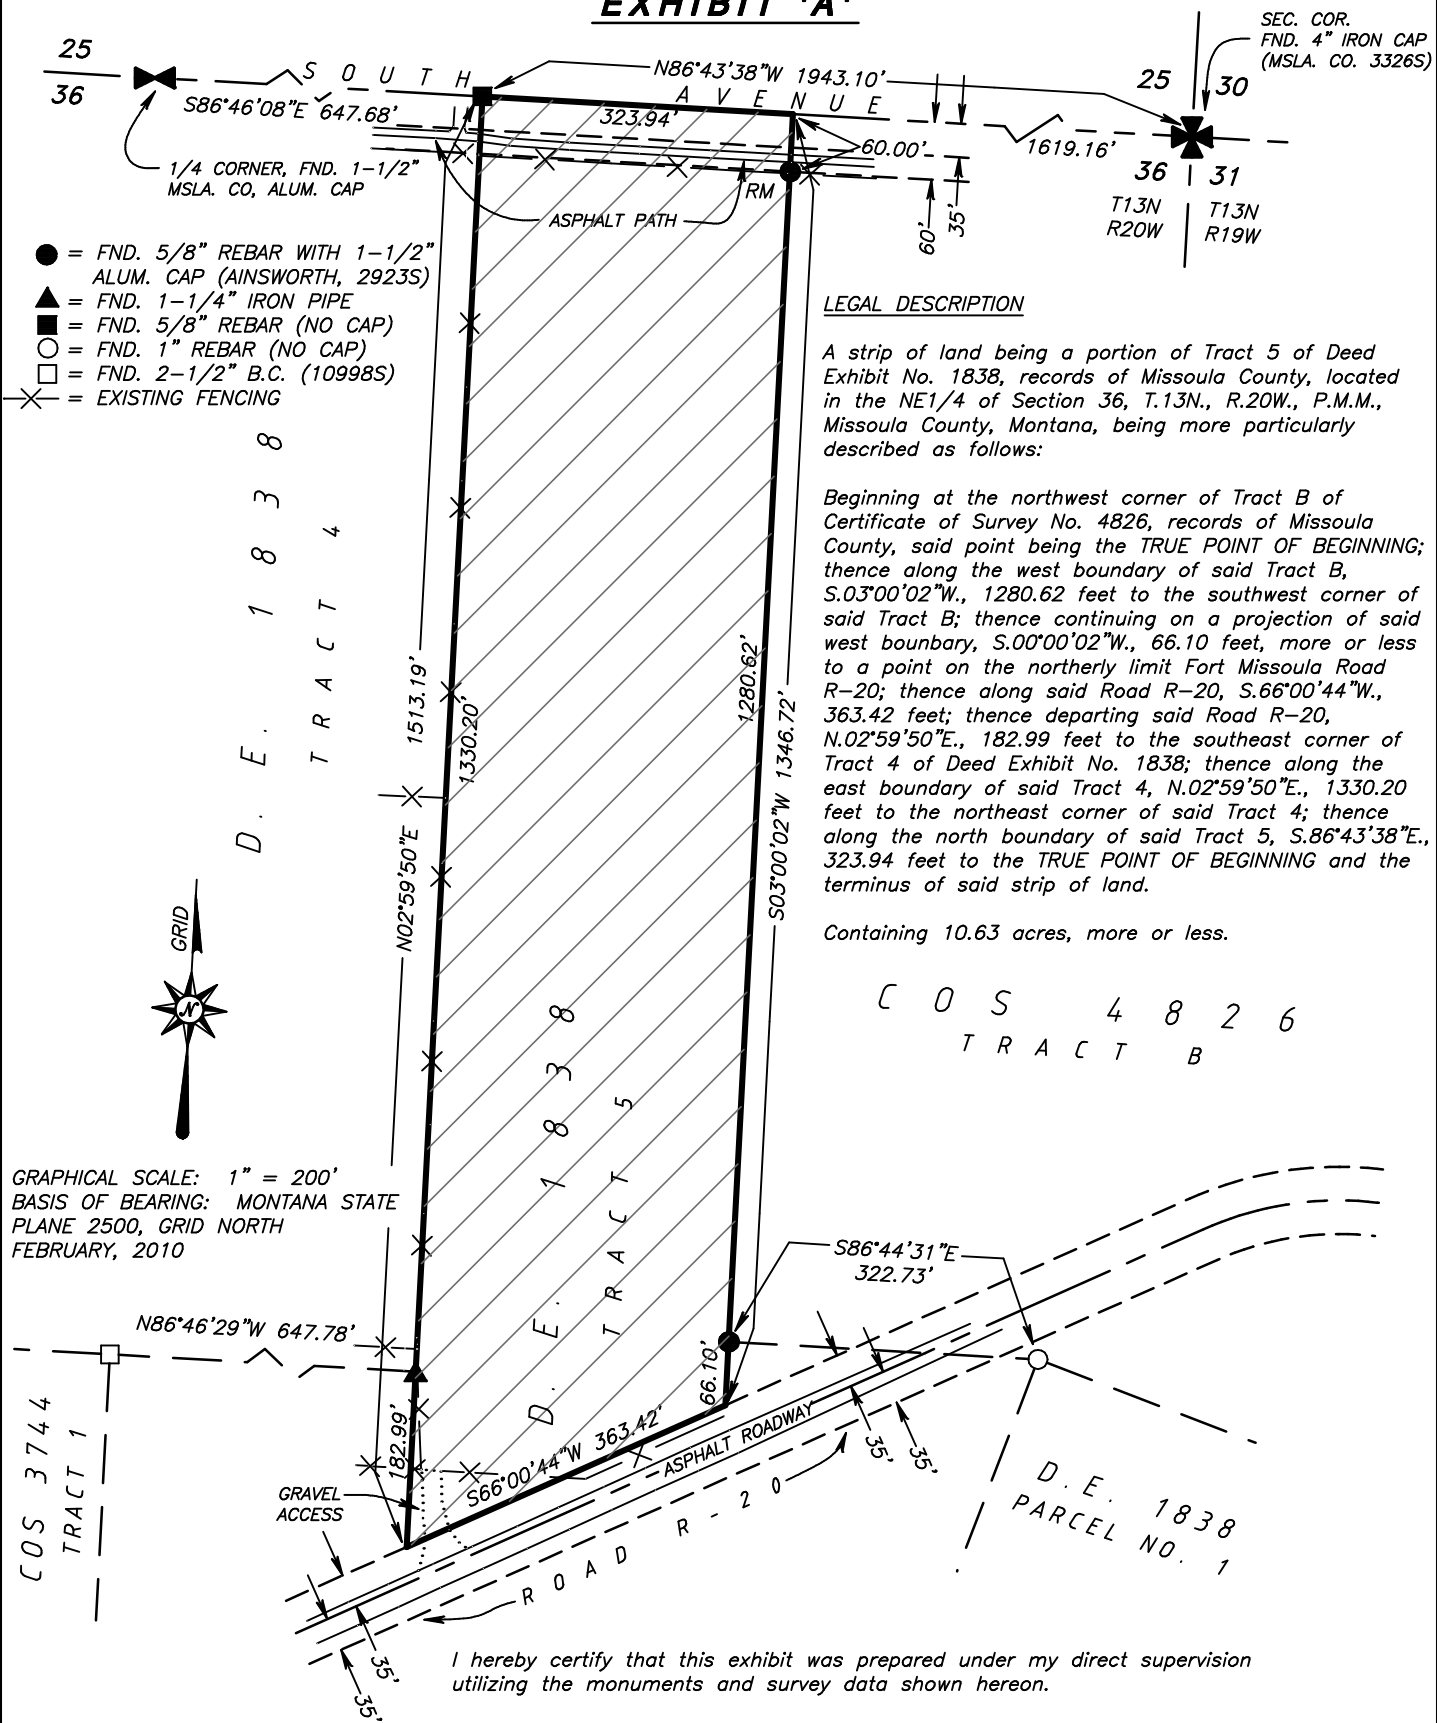 EXHIBIT 'A'
25
36
SOUTH AVENUE
N86°43'38"W 1943.10'
S86°46'08"E 647.68'
323.94'
60.00'
1619.16'
25
30
36
31
T13N
R20W
T13N
R19W
SEC. COR.
FND. 4" IRON CAP
(MSLA. CO. 3326S)
1/4 CORNER, FND. 1-1/2"
MSLA. CO, ALUM. CAP
ASPHALT PATH
RM
60'
35'
= FND. 5/8" REBAR WITH 1-1/2"
ALUM. CAP (AINSWORTH, 2923S)
= FND. 1-1/4" IRON PIPE
= FND. 5/8" REBAR (NO CAP)
= FND. 1" REBAR (NO CAP)
= FND. 2-1/2" B.C. (10998S)
= EXISTING FENCING
LEGAL DESCRIPTION
A strip of land being a portion of Tract 5 of Deed
Exhibit No. 1838, records of Missoula County, located
in the NE1/4 of Section 36, T.13N., R.20W., P.M.M.,
Missoula County, Montana, being more particularly
described as follows:
Beginning at the northwest corner of Tract B of
Certificate of Survey No. 4826, records of Missoula
County, said point being the TRUE POINT OF BEGINNING;
thence along the west boundary of said Tract B,
S.03°00'02"W., 1280.62 feet to the southwest corner of
said Tract B; thence continuing on a projection of said
west bounbary, S.00°00'02"W., 66.10 feet, more or less
to a point on the northerly limit Fort Missoula Road
R-20; thence along said Road R-20, S.66°00'44"W.,
363.42 feet; thence departing said Road R-20,
N.02°59'50"E., 182.99 feet to the southeast corner of
Tract 4 of Deed Exhibit No. 1838; thence along the
east boundary of said Tract 4, N.02°59'50"E., 1330.20
feet to the northeast corner of said Tract 4; thence
along the north boundary of said Tract 5, S.86°43'38"E.,
323.94 feet to the TRUE POINT OF BEGINNING and the
terminus of said strip of land.
Containing 10.63 acres, more or less.
D. E. 1838
TRACT 4
1513.19'
N02°59'50"E
1330.20'
1280.62'
S03°00'02"W 1346.72'
GRID
N
COS 4826
TRACT B
D. E. 1838
TRACT 5
GRAPHICAL SCALE: 1" = 200'
BASIS OF BEARING: MONTANA STATE
PLANE 2500, GRID NORTH
FEBRUARY, 2010
S86°44'31"E
322.73'
N86°46'29"W 647.78'
66.10'
182.99'
S66°00'44"W 363.42'
ASPHALT ROADWAY
35'
35'
COS 3744
TRACT 1
GRAVEL
ACCESS
ROAD R-20
D. E. 1838
PARCEL NO. 1
35'
35'
I hereby certify that this exhibit was prepared under my direct supervision
utilizing the monuments and survey data shown hereon.